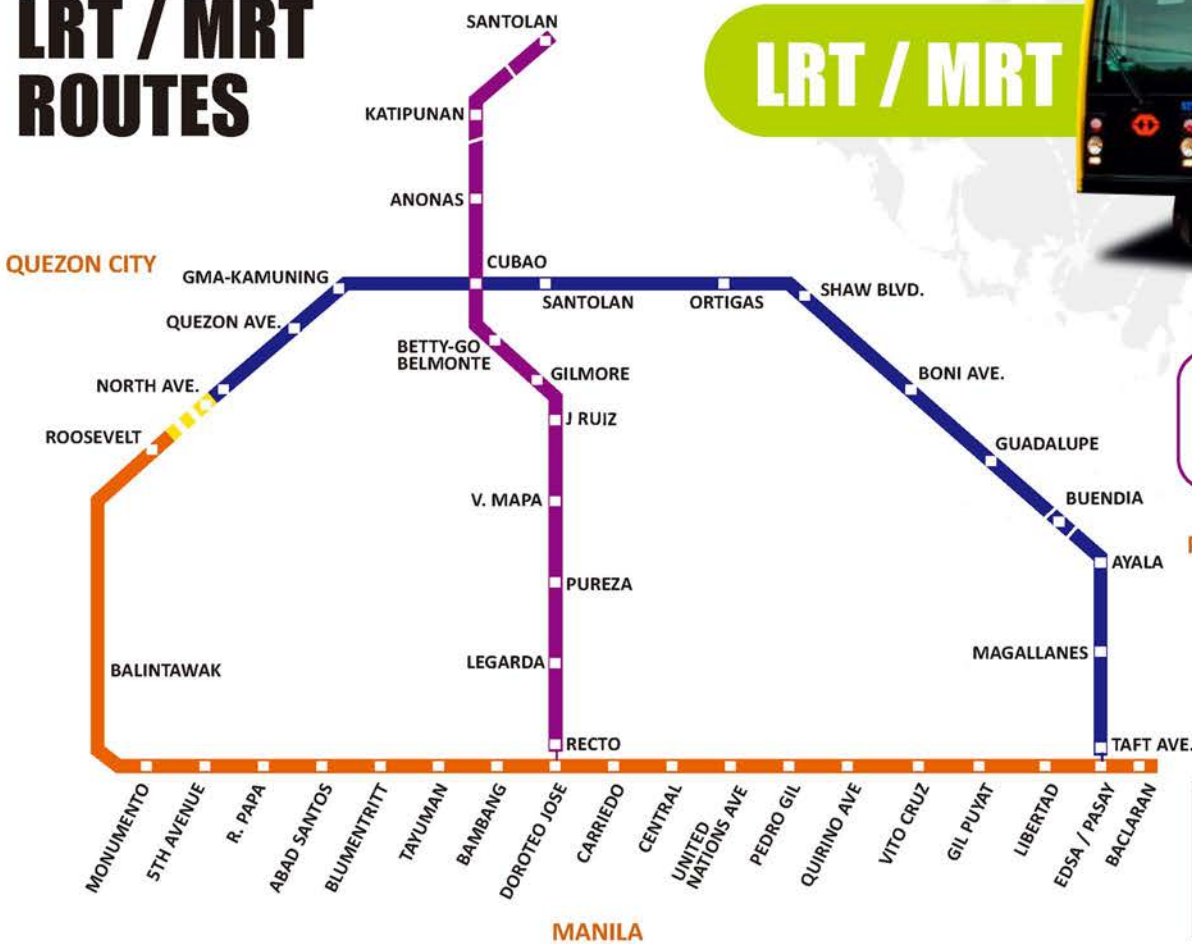 LRT / MRT
ROUTES
LRT / MRT
SANTOLAN
KATIPUNAN
ANONAS
QUEZON CITY
GMA-KAMUNING
CUBAO
SANTOLAN
ORTIGAS
SHAW BLVD.
QUEZON AVE.
BETTY-GO
BELMONTE
GILMORE
BONI AVE.
NORTH AVE.
J RUIZ
ROOSEVELT
GUADALUPE
V. MAPA
BUENDIA
AYALA
PUREZA
MAGALLANES
BALINTAWAK
LEGARDA
RECTO
TAFT AVE.
MONUMENTO
5TH AVENUE
R. PAPA
ABAD SANTOS
BLUMENTRITT
TAYUMAN
BAMBANG
DOROTEO JOSE
CARRIEDO
CENTRAL
UNITED
NATIONS AVE
PEDRO GIL
QUIRINO AVE
VITO CRUZ
GIL PUYAT
LIBERTAD
EDSA / PASAY
BACLARAN
MANILA